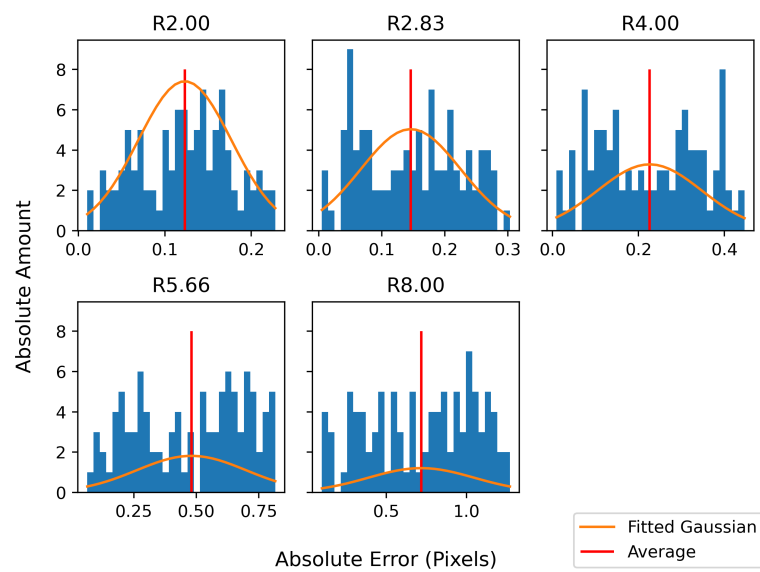 R2.00
R2.83
R4.00
8
6
4
2
0
0.0 0.1 0.2
0.0 0.1 0.2 0.3
0.0 0.2 0.4
Absolute Amount
R5.66
R8.00
8
6
4
2
0
0.25 0.50 0.75
0.5 1.0
Absolute Error (Pixels)
Fitted Gaussian
Average